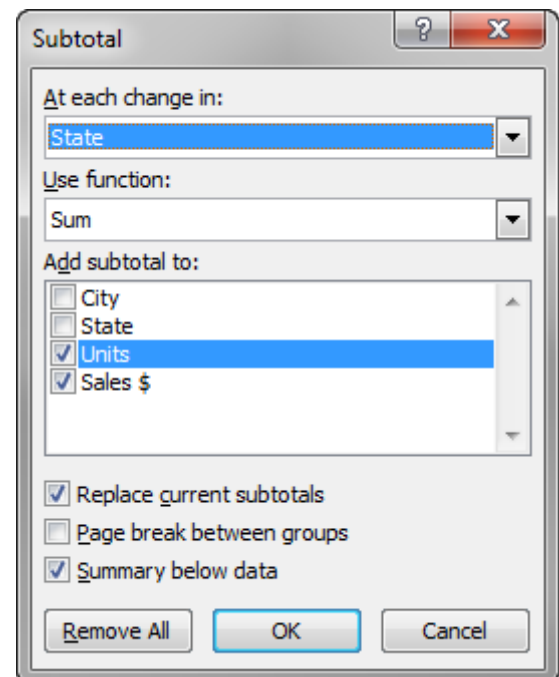 Subtotal
?
X
At each change in:
State
Use function:
Sum
Add subtotal to:
City
State
Units
Sales $
Replace current subtotals
Page break between groups
Summary below data
Remove All OK Cancel